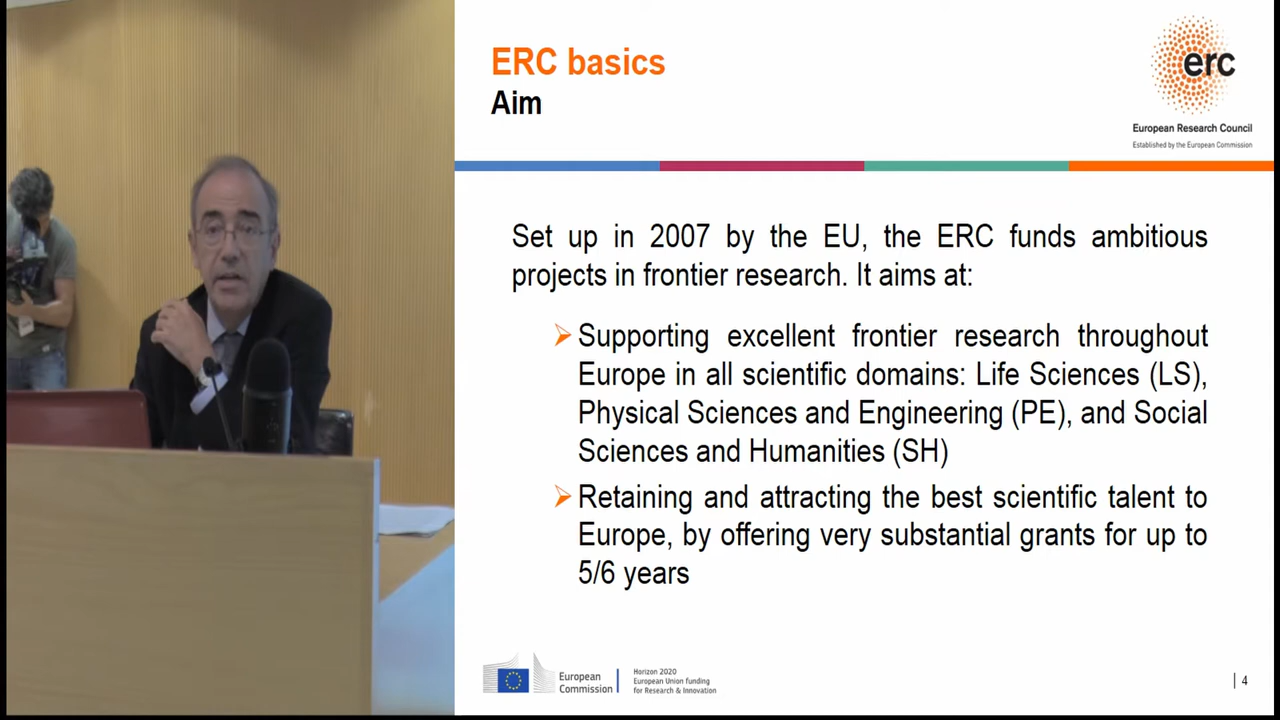 ERC basics
Aim
erc
European Research Council
Established by the European Commission
Set up in 2007 by the EU, the ERC funds ambitious
projects in frontier research. It aims at:
Supporting excellent frontier research throughout
Europe in all scientific domains: Life Sciences (LS),
Physical Sciences and Engineering (PE), and Social
Sciences and Humanities (SH)
Retaining and attracting the best scientific talent to
Europe, by offering very substantial grants for up to
5/6 years
European
Commission
Horizon 2020
European Union funding
for Research & Innovation
| 4